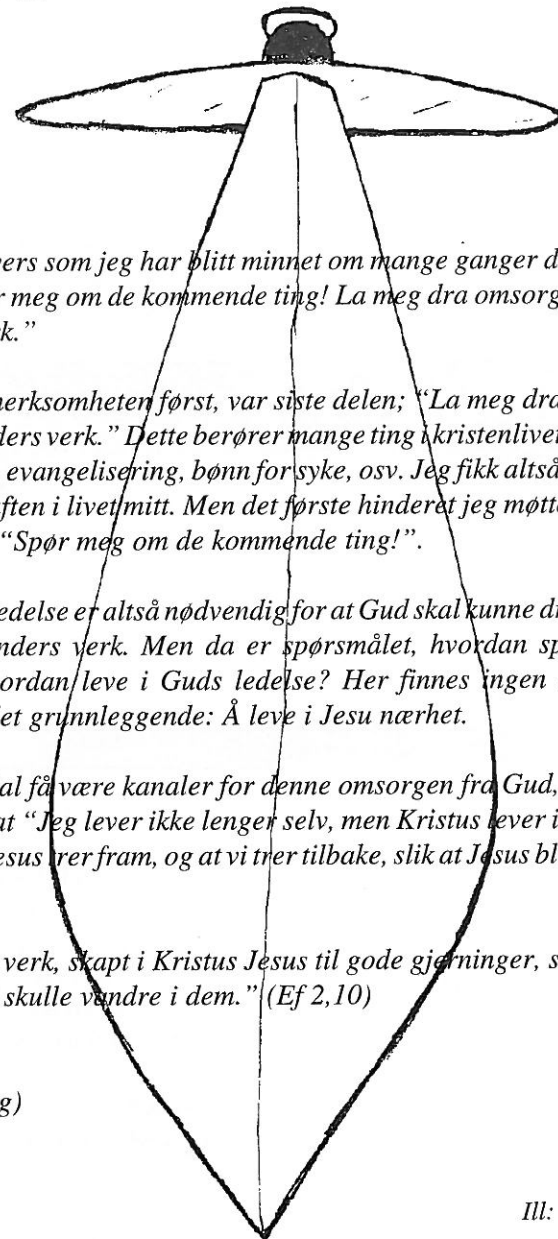 vers som jeg har blitt minnet om mange ganger d
r meg om de kommende ting! La meg dra omsorg
k."
nerksomheten først, var siste delen; "La meg dra
ders verk." Dette berører mange ting i kristenlivet
evangelisering, bønn for syke, osv. Jeg fikk altså
ften i livet mitt. Men det første hinderet jeg møtte
"Spør meg om de kommende ting!".
edelse er altså nødvendig for at Gud skal kunne dr
nders verk. Men da er spørsmålet, hvordan sp
ordan leve i Guds ledelse? Her finnes ingen
et grunnleggende: Å leve i Jesu nærhet.
al få være kanaler for denne omsorgen fra Gud,
at "Jeg lever ikke lenger selv, men Kristus lever i
esus trer fram, og at vi trer tilbake, slik at Jesus bl
verk, skapt i Kristus Jesus til gode gjerninger, s
skulle vandre i dem." (Ef 2,10)
g)
Ill: